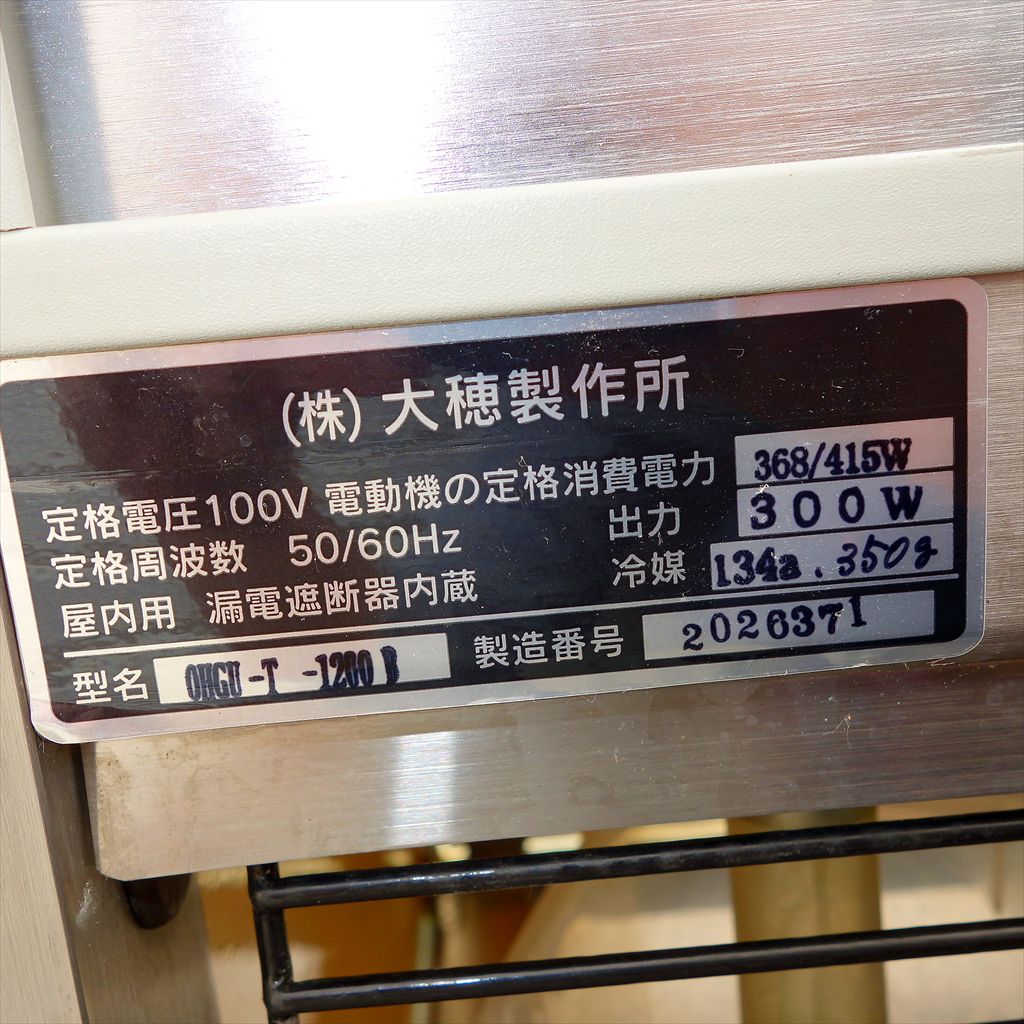 (株)大穂製作所
定格電圧100V 電動機の定格消費電力 368/415W
定格周波数 50/60Hz 出力 300W
屋内用 漏電遮断器内蔵 冷媒 134a.350g
型名 OHGU-T -1200B 製造番号 2026371